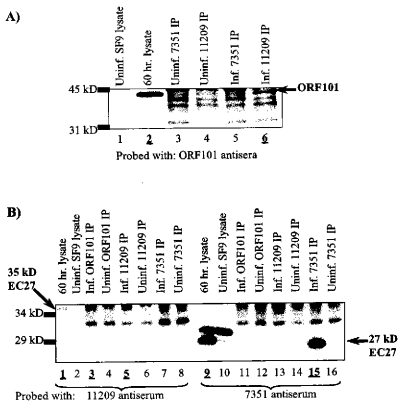 A)
Uninf. SF9 lysate
60 hr. lysate
Uninf. 7351 IP
Uninf. 11209 IP
Inf. 7351 IP
Inf. 11209 IP
45 kD
ORF101
31 kD
1 2 3 4 5 6
Probed with: ORF101 antisera
B)
60 hr. lysate
Uninf. SF9 lysate
Inf. ORF101 IP
Uninf. ORF101 IP
Inf. 11209 IP
Uninf. 11209 IP
Inf. 7351 IP
Uninf. 7351 IP
60 hr. lysate
Uninf. SF9 lysate
Inf. ORF101 IP
Uninf. ORF101 IP
Inf. 11209 IP
Uninf. 11209 IP
Inf. 7351 IP
Uninf. 7351 IP
35 kD
EC27
34 kD
29 kD
27 kD
EC27
1 2 3 4 5 6 7 8 9 10 11 12 13 14 15 16
Probed with: 11209 antiserum 7351 antiserum